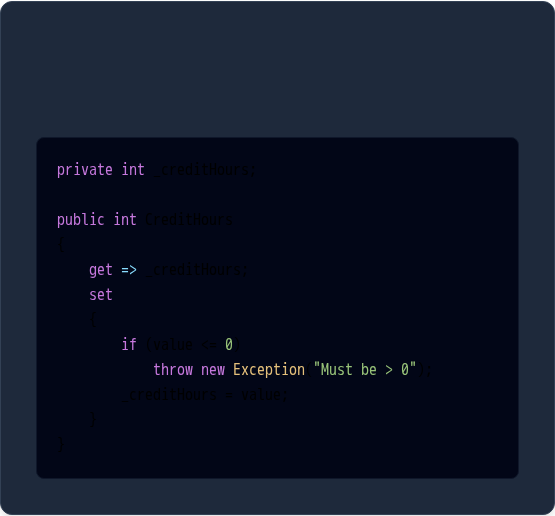 private int _creditHours;
public int CreditHours
{
get => _creditHours;
set
{
if (value <= 0)
throw new Exception("Must be > 0");
_creditHours = value;
}
}